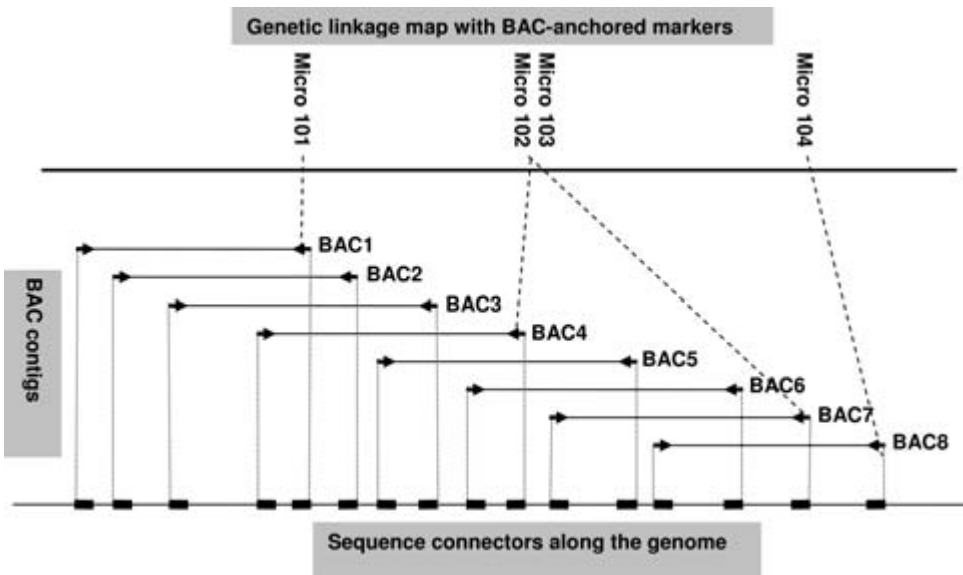 Genetic linkage map with BAC-anchored markers
Micro 101
Micro 102
Micro 103
Micro 104
BAC1
BAC2
BAC3
BAC4
BAC5
BAC6
BAC7
BAC8
BAC contigs
Sequence connectors along the genome